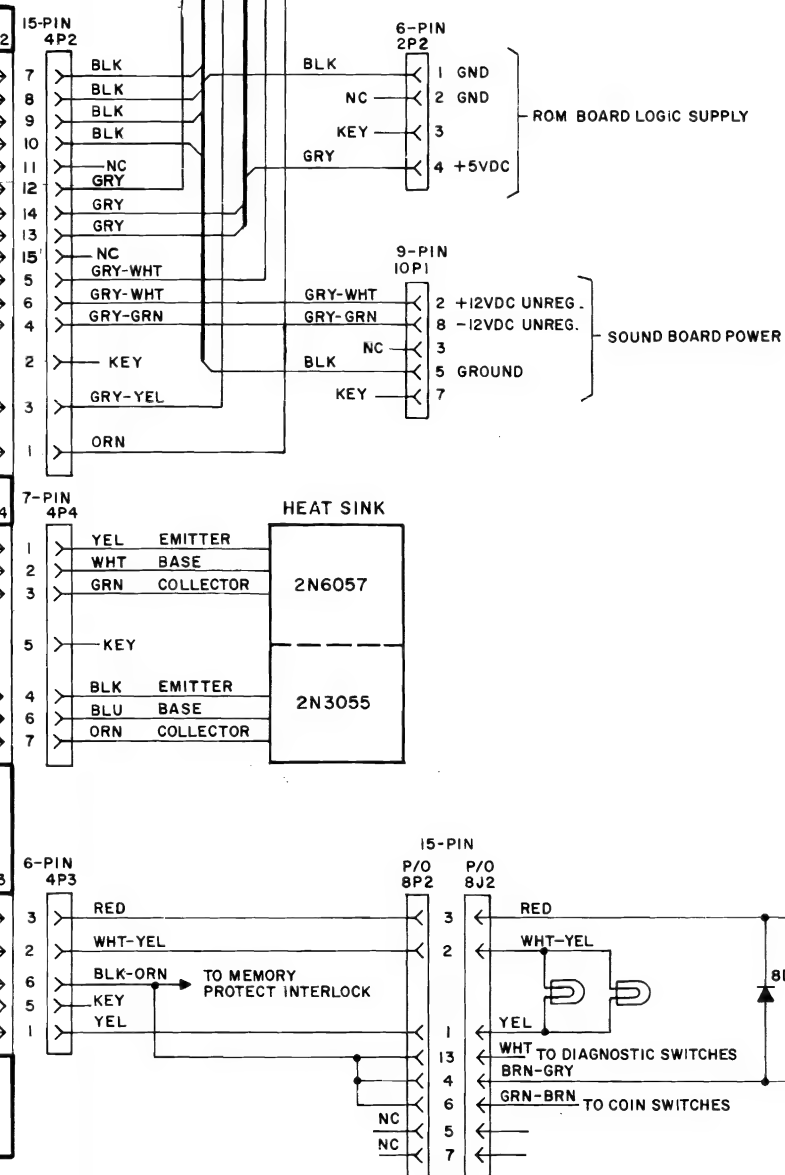 15-PIN
4P2
2
7 BLK
8 BLK
9 BLK
10 BLK
11 NC
12 GRY
14 GRY
13 GRY
15 NC
5 GRY-WHT
6 GRY-WHT
4 GRY-GRN
2 KEY
3 GRY-YEL
1 ORN
6-PIN
2P2
BLK 1 GND
NC 2 GND
KEY 3
GRY 4 +5VDC
ROM BOARD LOGIC SUPPLY
9-PIN
10P1
GRY-WHT 2 +12VDC UNREG.
GRY-GRN 8 -12VDC UNREG.
NC 3
BLK 5 GROUND
KEY 7
SOUND BOARD POWER
7-PIN
4P4
4
1 YEL EMITTER
2 WHT BASE
3 GRN COLLECTOR
5 KEY
4 BLK EMITTER
6 BLU BASE
7 ORN COLLECTOR
HEAT SINK
2N6057
2N3055
6-PIN
4P3
3
3 RED
2 WHT-YEL
6 BLK-ORN
TO MEMORY
PROTECT INTERLOCK
5 KEY
1 YEL
15-PIN
P/O P/O
8P2 8J2
3 RED
2 WHT-YEL
1 YEL
13 WHT TO DIAGNOSTIC SWITCHES
4 BRN-GRY
6 GRN-BRN TO COIN SWITCHES
NC 5
NC 7